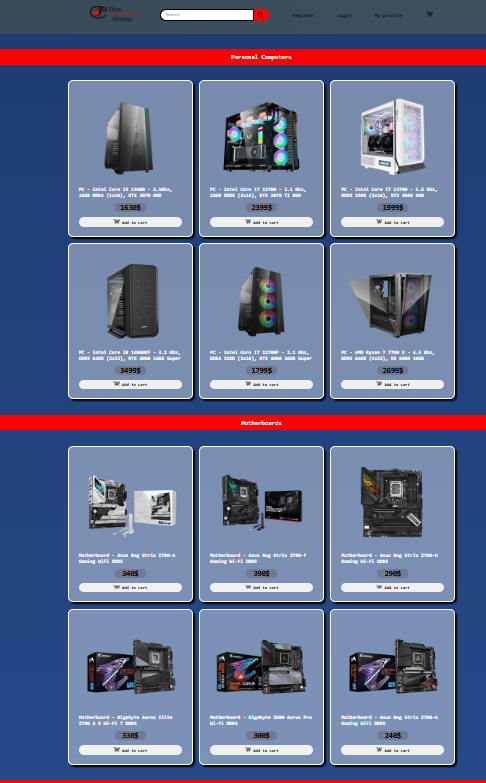 The
Shop
Search
Register
Login
My profile
Personal Computers
PC - Intel Core i5 13400 - 2.5Ghz,
16GB DDR4 (2x16), RTX 3070 8GB
1630$
Add to cart
PC - Intel Core i7 12700 - 2.1 Ghz,
32GB DDR5 (2x16), RTX 3070 Ti 8GB
2399$
Add to cart
PC - Intel Core i7 13700 - 1.5 Ghz,
DDR5 32GB (2x16), RTX 4060 8GB
1999$
Add to cart
PC - Intel Core i9 14900KF - 3.2 Ghz,
DDR5 64GB (2x32), RTX 4080 16GB Super
3499$
Add to cart
PC - Intel Core i7 12700F - 2.1 Ghz,
DDR4 32GB (2x16), RTX 4080 16GB Super
1799$
Add to cart
PC - AMD Ryzen 7 7700 X - 4.5 Ghz,
DDR5 64GB (2x32), RX 4080 16GB
2699$
Add to cart
Motherboards
Motherboard - Asus Rog Strix Z790-A
Gaming Wifi DDR5
340$
Add to cart
Motherboard - Asus Rog Strix Z790-F
Gaming Wi-Fi DDR5
390$
Add to cart
Motherboard - Asus Rog Strix Z790-H
Gaming Wi-Fi DDR5
290$
Add to cart
Motherboard - Gigabyte Aorus Elite
Z790 A X Wi-Fi 7 DDR5
330$
Add to cart
Motherboard - Gigabyte Z690 Aorus Pro
Wi-Fi DDR5
300$
Add to cart
Motherboard - Asus Rog Strix Z790-A
Gaming Wi-Fi DDR5
240$
Add to cart